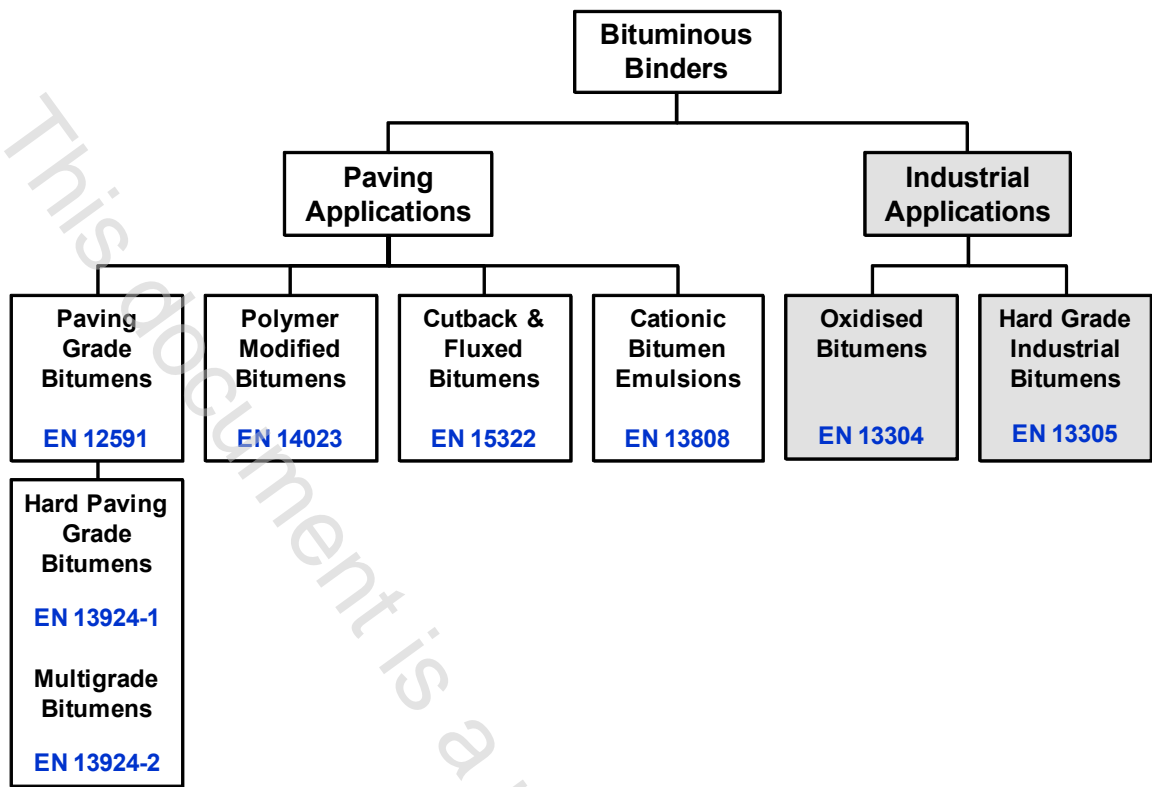 Bituminous
Binders
Paving
Applications
Industrial
Applications
Paving
Grade
Bitumens
EN 12591
Polymer
Modified
Bitumens
EN 14023
Cutback &
Fluxed
Bitumens
EN 15322
Cationic
Bitumen
Emulsions
EN 13808
Oxidised
Bitumens
EN 13304
Hard Grade
Industrial
Bitumens
EN 13305
Hard Paving
Grade
Bitumens
EN 13924-1
Multigrade
Bitumens
EN 13924-2
This document is a